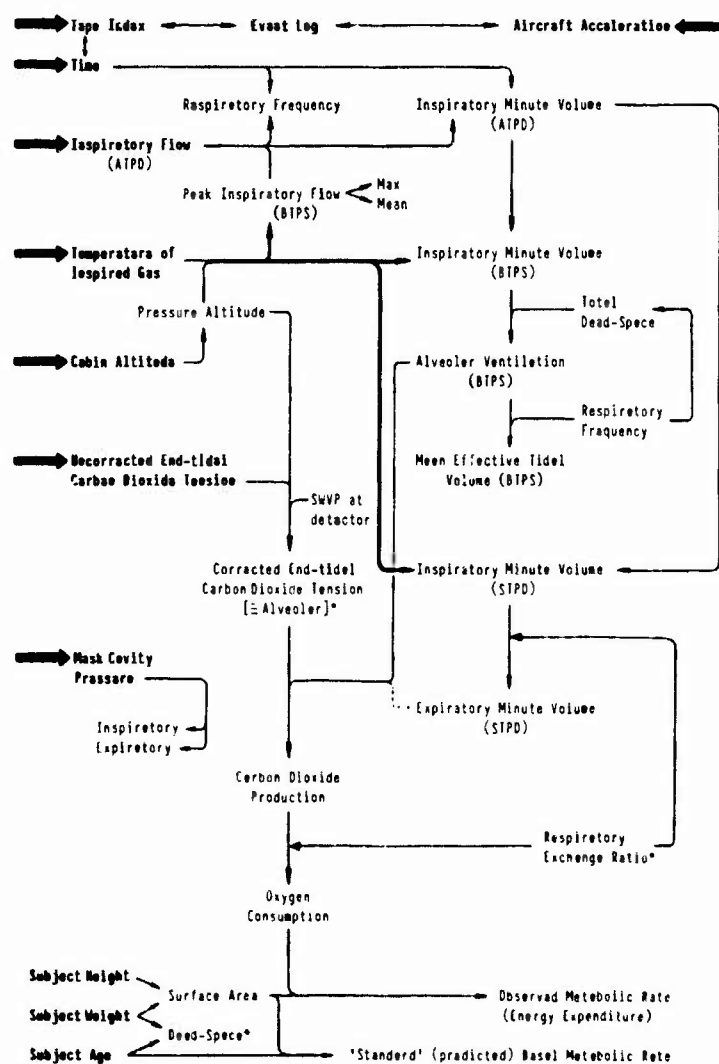 Tape Index
Event Log
Aircraft Acceleration
Time
Respiratory Frequency
Inspiratory Minute Volume
(ATPD)
Inspiratory Flow
(ATPD)
Peak Inspiratory Flow
(BTPS)
Max
Mean
Temperature of
Inspired Gas
Inspiratory Minute Volume
(BTPS)
Pressure Altitude
Total
Dead-Space
Cabin Altitude
Alveolar Ventilation
(BTPS)
Respiratory
Frequency
Uncorrected End-tidal
Carbon Dioxide Tension
Mean Effective Tidal
Volume (BTPS)
SWVP at
detector
Corrected End-tidal
Carbon Dioxide Tension
[≙Alveolar]*
Inspiratory Minute Volume
(STPD)
Mask Cavity
Pressure
Inspiratory
Expiratory
Expiratory Minute Volume
(STPD)
Carbon Dioxide
Production
Respiratory
Exchange Ratio*
Oxygen
Consumption
Subject Height
Surface Area
Subject Weight
Dead-Space*
Subject Age
Observed Metabolic Rate
(Energy Expenditure)
'Standard' (predicted) Basal Metabolic Rate